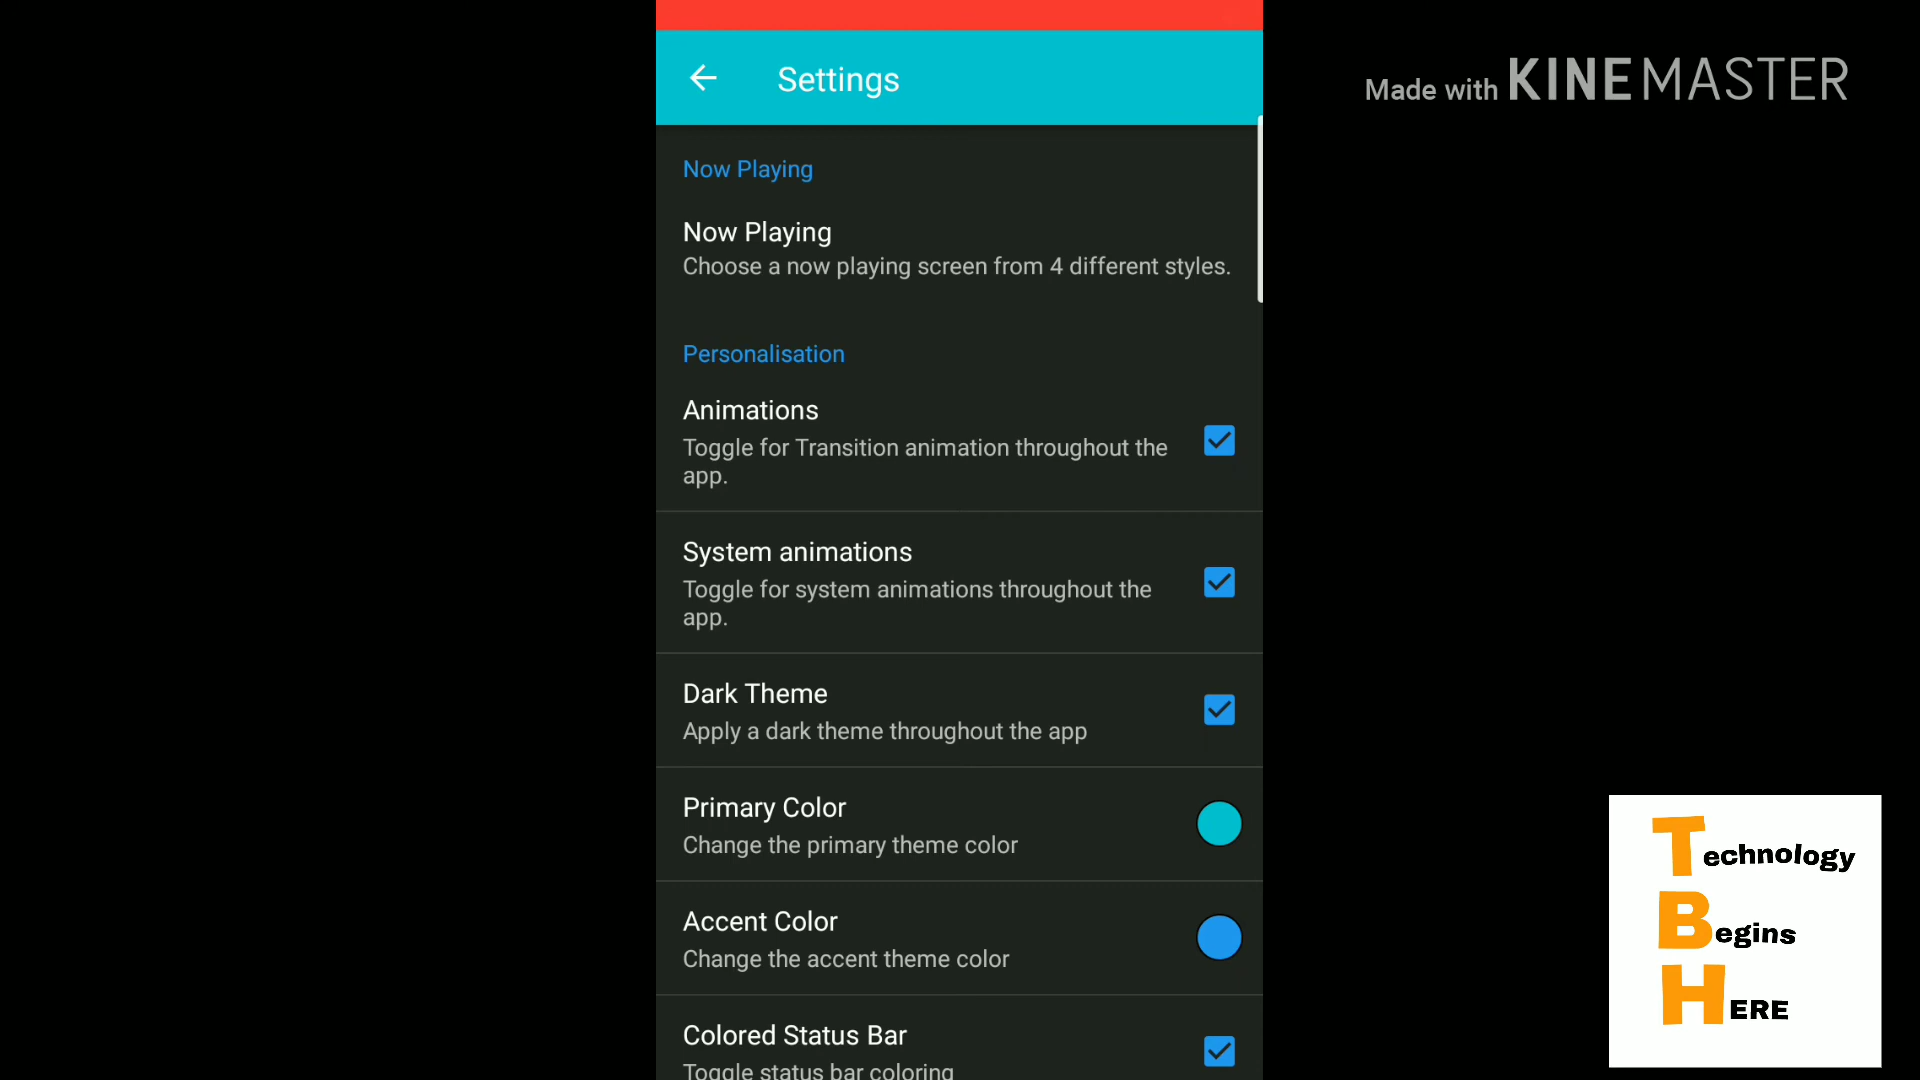 Settings
Made with KINEMASTER
Now Playing
Now Playing
Choose a now playing screen from 4 different styles.
Personalisation
Animations
Toggle for Transition animation throughout the
app.
System animations
Toggle for system animations throughout the
app.
Dark Theme
Apply a dark theme throughout the app
Primary Color
Change the primary theme color
Accent Color
Change the accent theme color
Colored Status Bar
Toggle status bar coloring
Technology
Begins
HERE